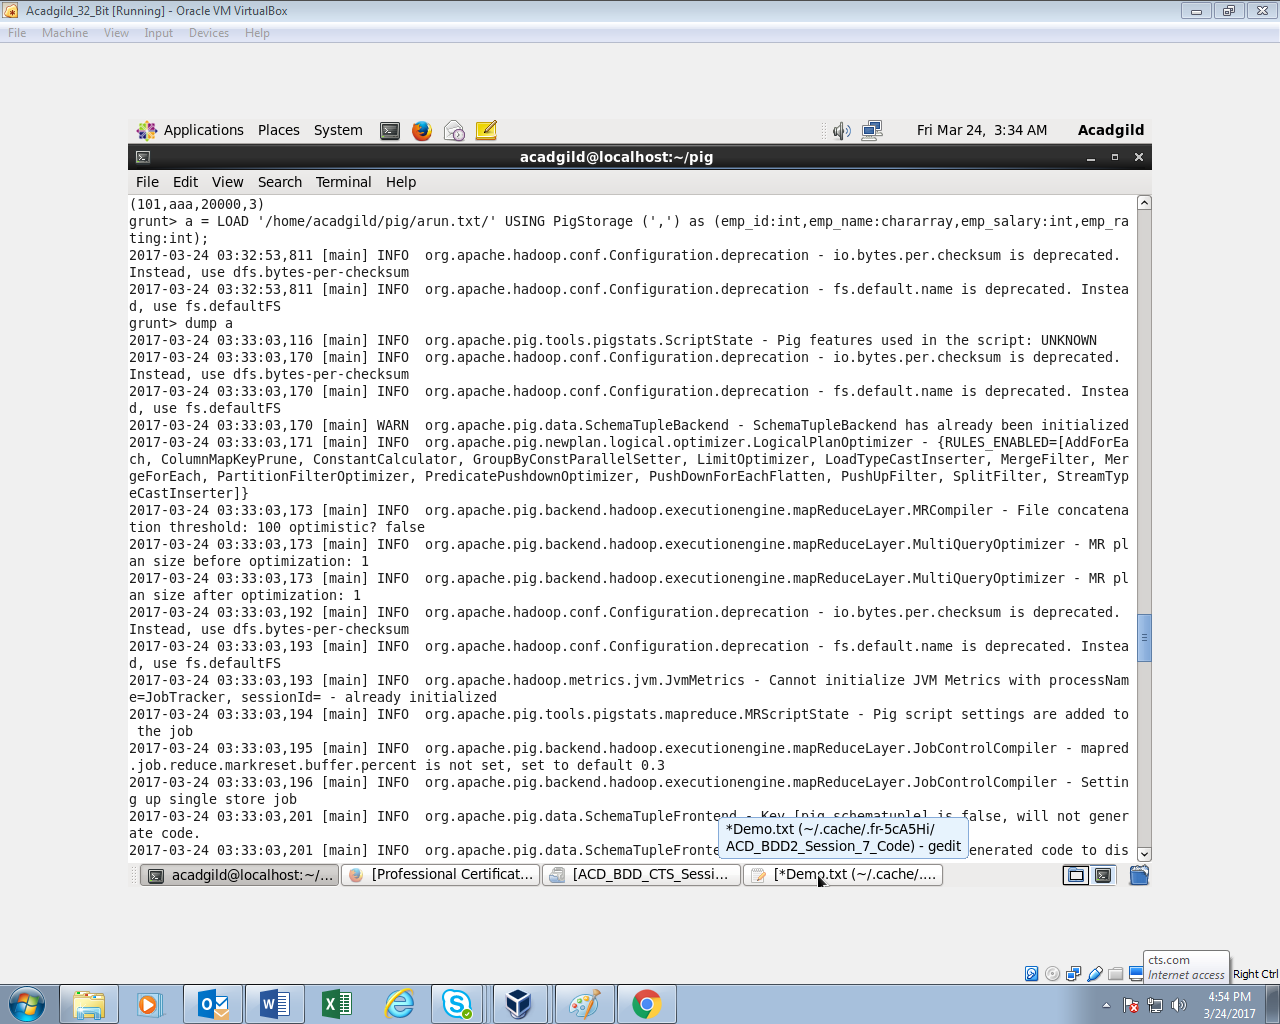 Acadgild_32_Bit [Running] - Oracle VM VirtualBox
File Machine View Input Devices Help
Applications Places System Fri Mar 24, 3:34 AM Acadgild
acadgild@localhost:~/pig
File Edit View Search Terminal Help
(101,aaa,20000,3)
grunt> a = LOAD '/home/acadgild/pig/arun.txt/' USING PigStorage (',') as (emp_id:int,emp_name:chararray,emp_salary:int,emp_ra
ting:int);
2017-03-24 03:32:53,811 [main] INFO  org.apache.hadoop.conf.Configuration.deprecation - io.bytes.per.checksum is deprecated.
Instead, use dfs.bytes-per-checksum
2017-03-24 03:32:53,811 [main] INFO  org.apache.hadoop.conf.Configuration.deprecation - fs.default.name is deprecated. Instea
d, use fs.defaultFS
grunt> dump a
2017-03-24 03:33:03,116 [main] INFO  org.apache.pig.tools.pigstats.ScriptState - Pig features used in the script: UNKNOWN
2017-03-24 03:33:03,170 [main] INFO  org.apache.hadoop.conf.Configuration.deprecation - io.bytes.per.checksum is deprecated.
Instead, use dfs.bytes-per-checksum
2017-03-24 03:33:03,170 [main] INFO  org.apache.hadoop.conf.Configuration.deprecation - fs.default.name is deprecated. Instea
d, use fs.defaultFS
2017-03-24 03:33:03,170 [main] WARN  org.apache.pig.data.SchemaTupleBackend - SchemaTupleBackend has already been initialized
2017-03-24 03:33:03,171 [main] INFO  org.apache.pig.newplan.logical.optimizer.LogicalPlanOptimizer - {RULES_ENABLED=[AddForEa
ch, ColumnMapKeyPrune, ConstantCalculator, GroupByConstParallelSetter, LimitOptimizer, LoadTypeCastInserter, MergeFilter, Mer
geForEach, PartitionFilterOptimizer, PredicatePushdownOptimizer, PushDownForEachFlatten, PushUpFilter, SplitFilter, StreamTyp
eCastInserter]}
2017-03-24 03:33:03,173 [main] INFO  org.apache.pig.backend.hadoop.executionengine.mapReduceLayer.MRCompiler - File concatena
tion threshold: 100 optimistic? false
2017-03-24 03:33:03,173 [main] INFO  org.apache.pig.backend.hadoop.executionengine.mapReduceLayer.MultiQueryOptimizer - MR pl
an size before optimization: 1
2017-03-24 03:33:03,173 [main] INFO  org.apache.pig.backend.hadoop.executionengine.mapReduceLayer.MultiQueryOptimizer - MR pl
an size after optimization: 1
2017-03-24 03:33:03,192 [main] INFO  org.apache.hadoop.conf.Configuration.deprecation - io.bytes.per.checksum is deprecated.
Instead, use dfs.bytes-per-checksum
2017-03-24 03:33:03,193 [main] INFO  org.apache.hadoop.conf.Configuration.deprecation - fs.default.name is deprecated. Instea
d, use fs.defaultFS
2017-03-24 03:33:03,193 [main] INFO  org.apache.hadoop.metrics.jvm.JvmMetrics - Cannot initialize JVM Metrics with processNam
e=JobTracker, sessionId= - already initialized
2017-03-24 03:33:03,194 [main] INFO  org.apache.pig.tools.pigstats.mapreduce.MRScriptState - Pig script settings are added to
 the job
2017-03-24 03:33:03,195 [main] INFO  org.apache.pig.backend.hadoop.executionengine.mapReduceLayer.JobControlCompiler - mapred
.job.reduce.markreset.buffer.percent is not set, set to default 0.3
2017-03-24 03:33:03,196 [main] INFO  org.apache.pig.backend.hadoop.executionengine.mapReduceLayer.JobControlCompiler - Settin
g up single store job
2017-03-24 03:33:03,201 [main] INFO  org.apache.pig.data.SchemaTupleFrontend - Key [pig.schematuple] is false, will not gener
ate code.
2017-03-24 03:33:03,201 [main] INFO  org.apache.pig.data.SchemaTupleFronte enerated code to dis
*Demo.txt (~/.cache/.fr-5cA5Hi/
ACD_BDD2_Session_7_Code) - gedit
acadgild@localhost:~/... [Professional Certificat... [ACD_BDD_CTS_Sessi... [*Demo.txt (~/.cache/....
cts.com
Internet access
Right Ctrl
4:54 PM
3/24/2017